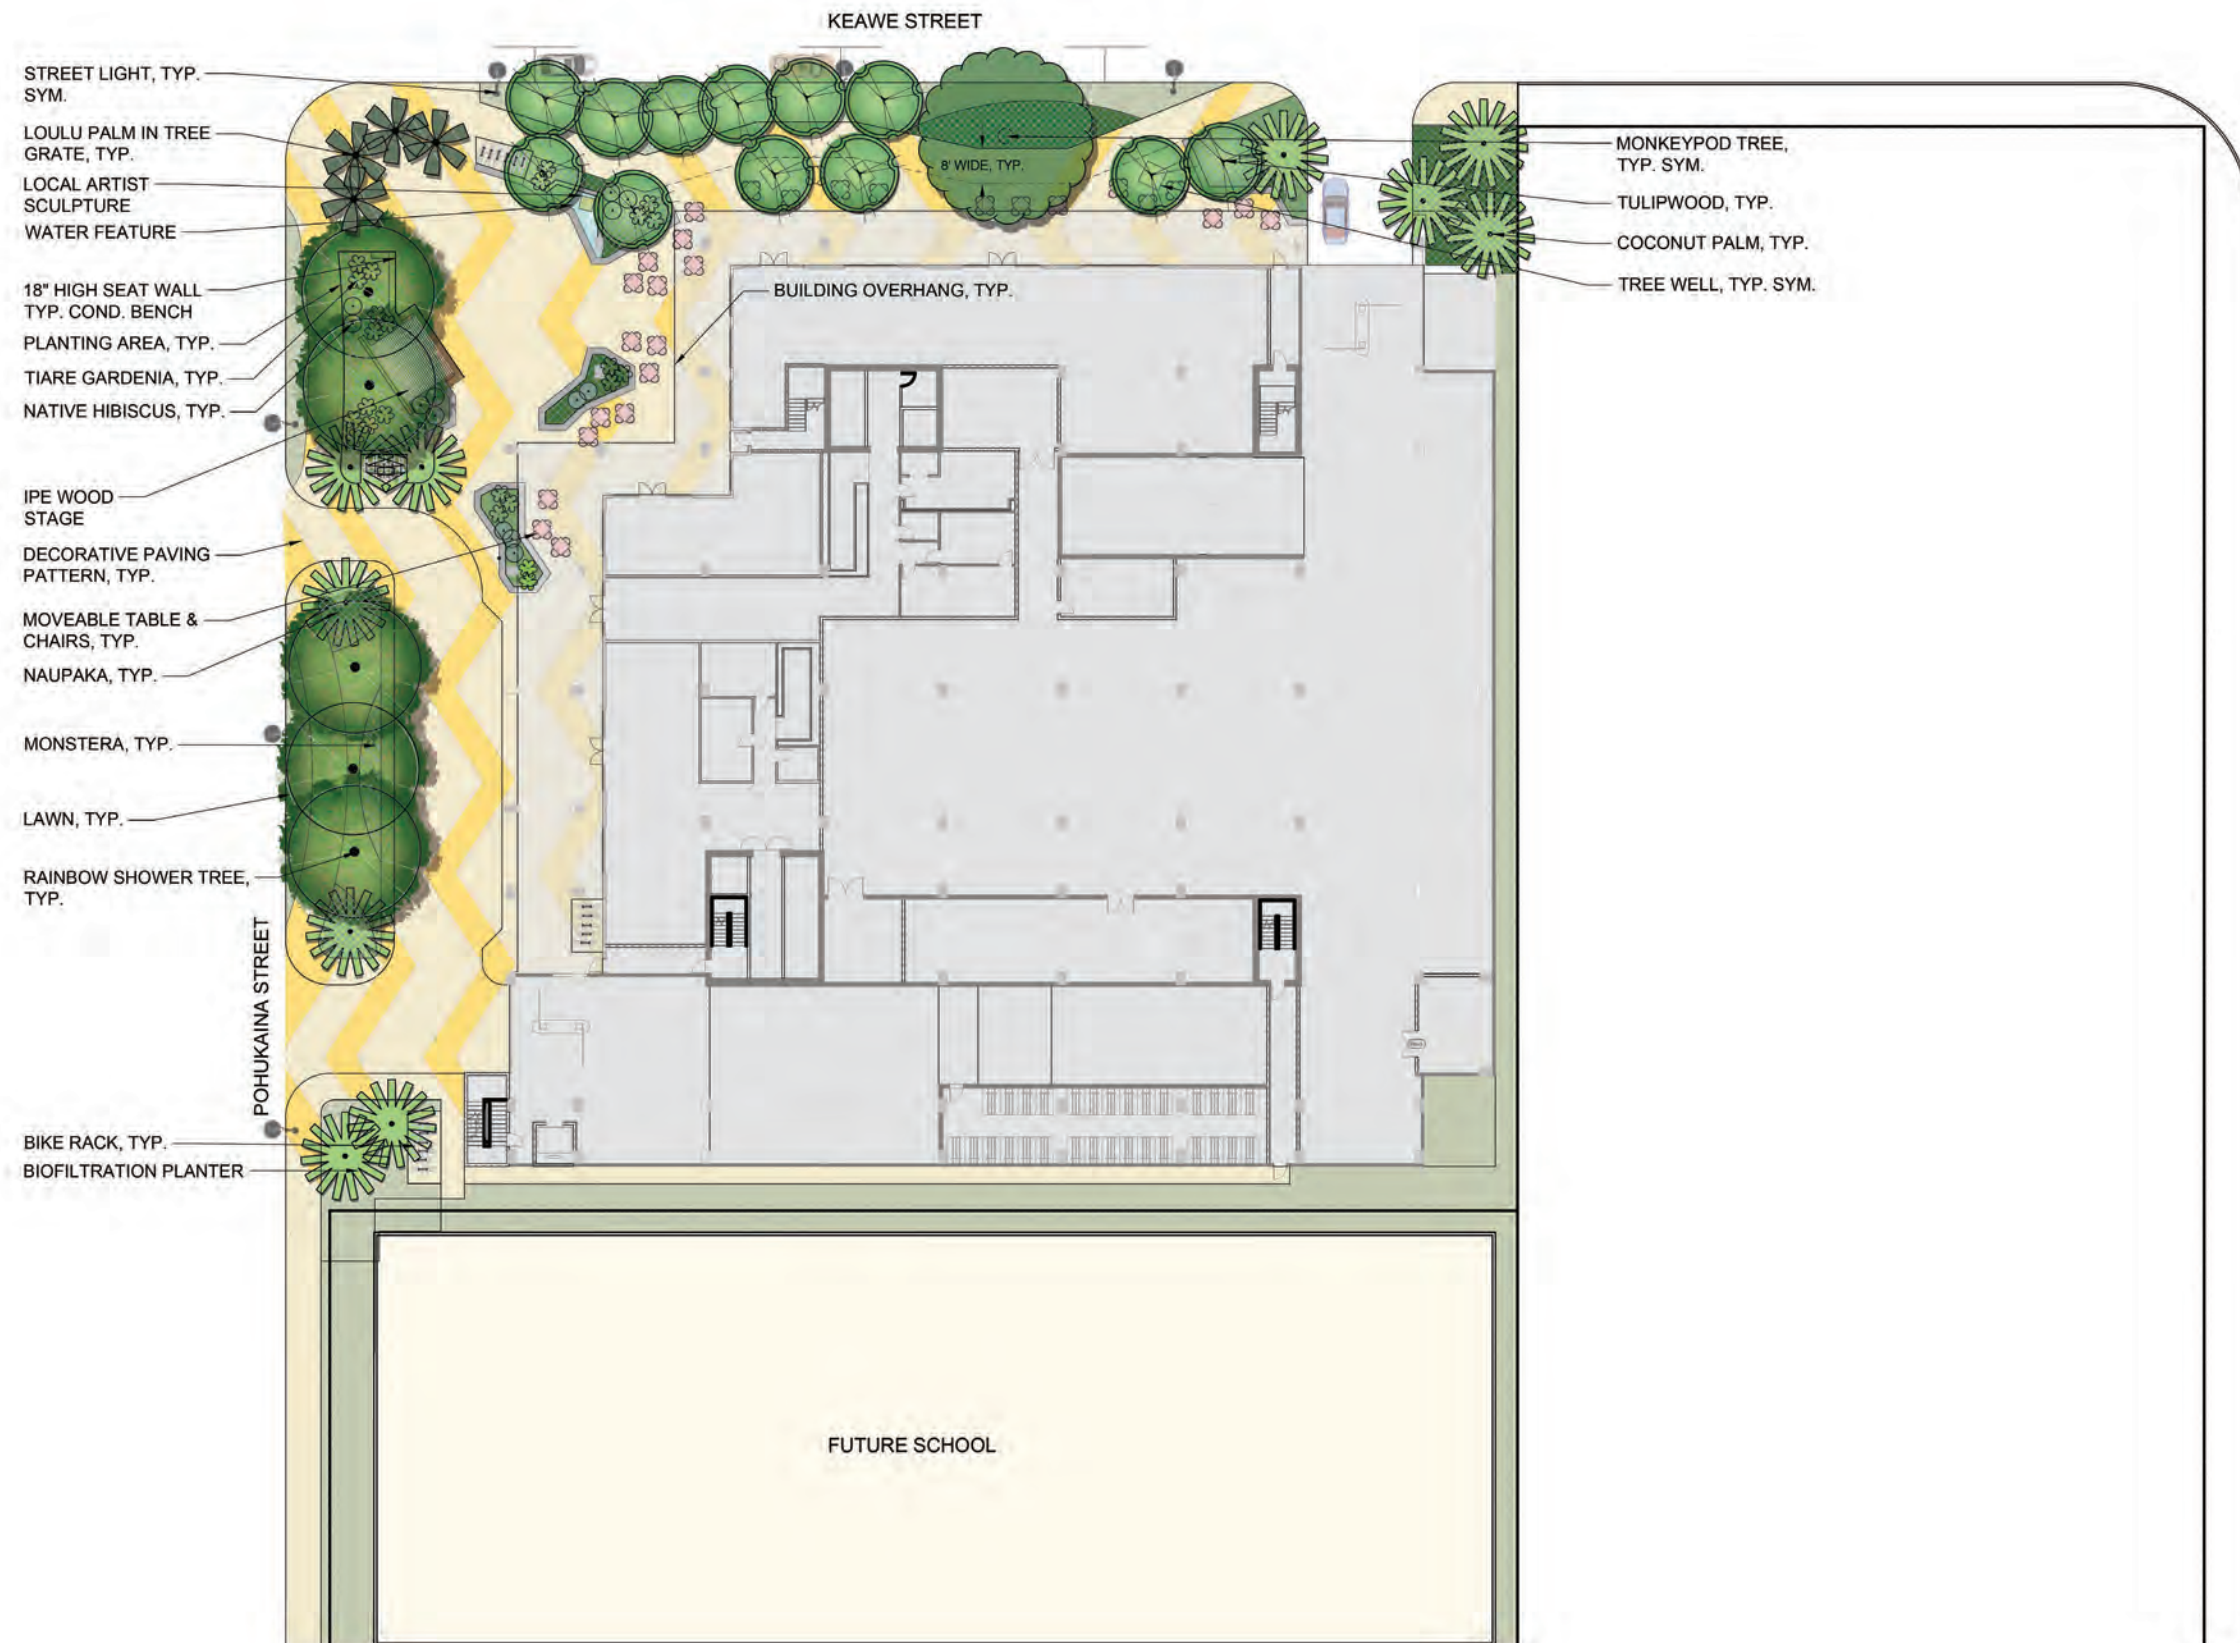 KEAWE STREET
STREET LIGHT, TYP.
SYM.
LOULU PALM IN TREE
GRATE, TYP.
LOCAL ARTIST
SCULPTURE
WATER FEATURE
18" HIGH SEAT WALL
TYP. COND. BENCH
PLANTING AREA, TYP.
TIARE GARDENIA, TYP.
NATIVE HIBISCUS, TYP.
IPE WOOD
STAGE
DECORATIVE PAVING
PATTERN, TYP.
MOVEABLE TABLE &
CHAIRS, TYP.
NAUPAKA, TYP.
MONSTERA, TYP.
LAWN, TYP.
RAINBOW SHOWER TREE,
TYP.
POHUKAINA STREET
BIKE RACK, TYP.
BIOFILTRATION PLANTER
8' WIDE, TYP.
BUILDING OVERHANG, TYP.
MONKEYPOD TREE,
TYP. SYM.
TULIPWOOD, TYP.
COCONUT PALM, TYP.
TREE WELL, TYP. SYM.
FUTURE SCHOOL